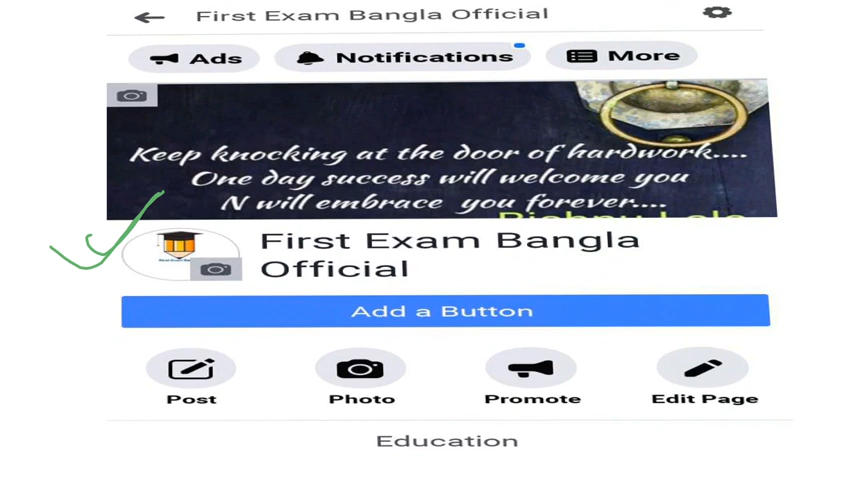 First Exam Bangla Official
Ads Notifications More
Keep knocking at the door of hardwork....
One day success will welcome you
N will embrace you forever....
First Exam Bangla
Official
Add a Button
Post Photo Promote Edit Page
Education